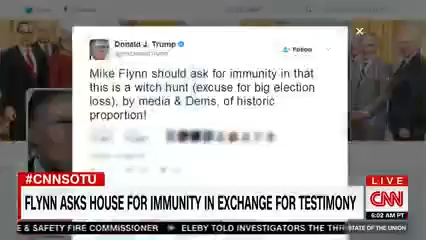 Donald J. Trump
Follow
Mike Flynn should ask for immunity in that
this is a witch hunt (excuse for big election
loss), by media & Dems, of historic
proportion!
#CNNSOTU
LIVE
FLYNN ASKS HOUSE FOR IMMUNITY IN EXCHANGE FOR TESTIMONY
CNN
6:02 AM PT
& SAFETY FIRE COMMISSIONER
ELEBY TOLD INVESTIGATORS THE THR
STATE OF THE UNION